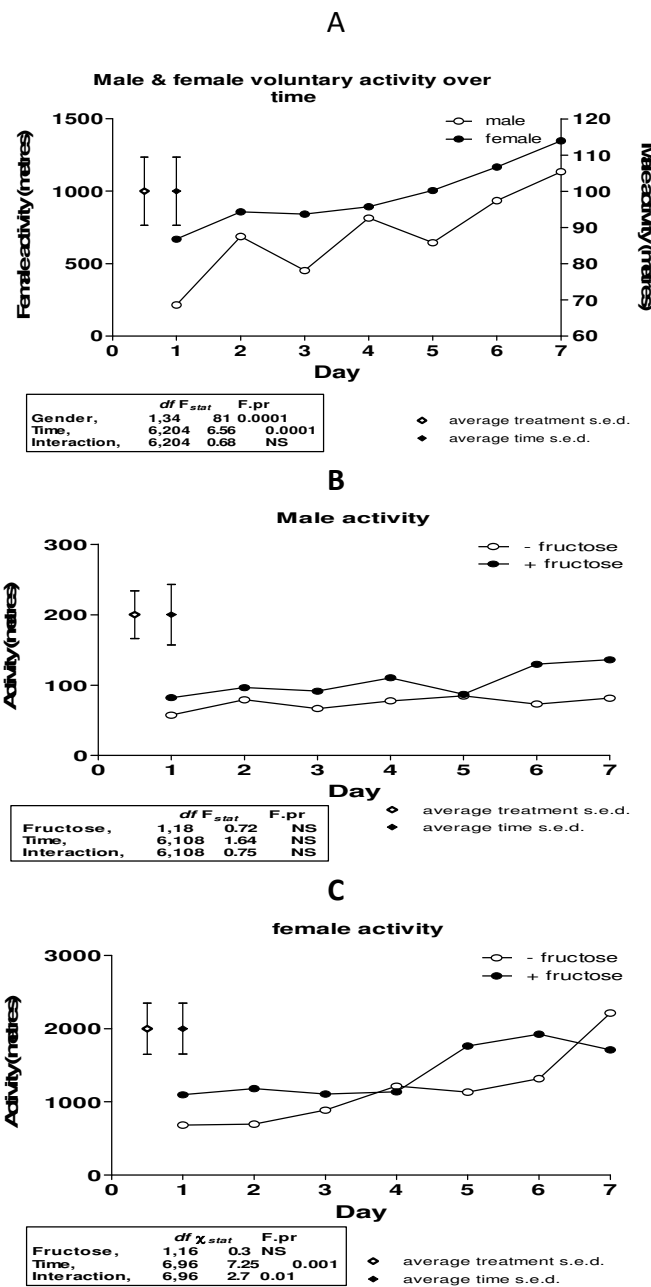 A
Male & female voluntary activity over
time
1500
1000
500
0
120
110
100
90
80
70
60
male
female
Female activity (metres)
Male activity (metres)
0 1 2 3 4 5 6 7
Day
df F stat F.pr
Gender, 1,34 81 0.0001
Time, 6,204 6.56 0.0001
Interaction, 6,204 0.68 NS
average treatment s.e.d.
average time s.e.d.
B
Male activity
300
200
100
0
- fructose
+ fructose
Activity (metres)
0 1 2 3 4 5 6 7
Day
df F stat F.pr
Fructose, 1,18 0.72 NS
Time, 6,108 1.64 NS
Interaction, 6,108 0.75 NS
average treatment s.e.d.
average time s.e.d.
C
female activity
3000
2000
1000
0
- fructose
+ fructose
Activity (metres)
0 1 2 3 4 5 6 7
Day
df χ stat F.pr
Fructose, 1,16 0.3 NS
Time, 6,96 7.25 0.001
Interaction, 6,96 2.7 0.01
average treatment s.e.d.
average time s.e.d.